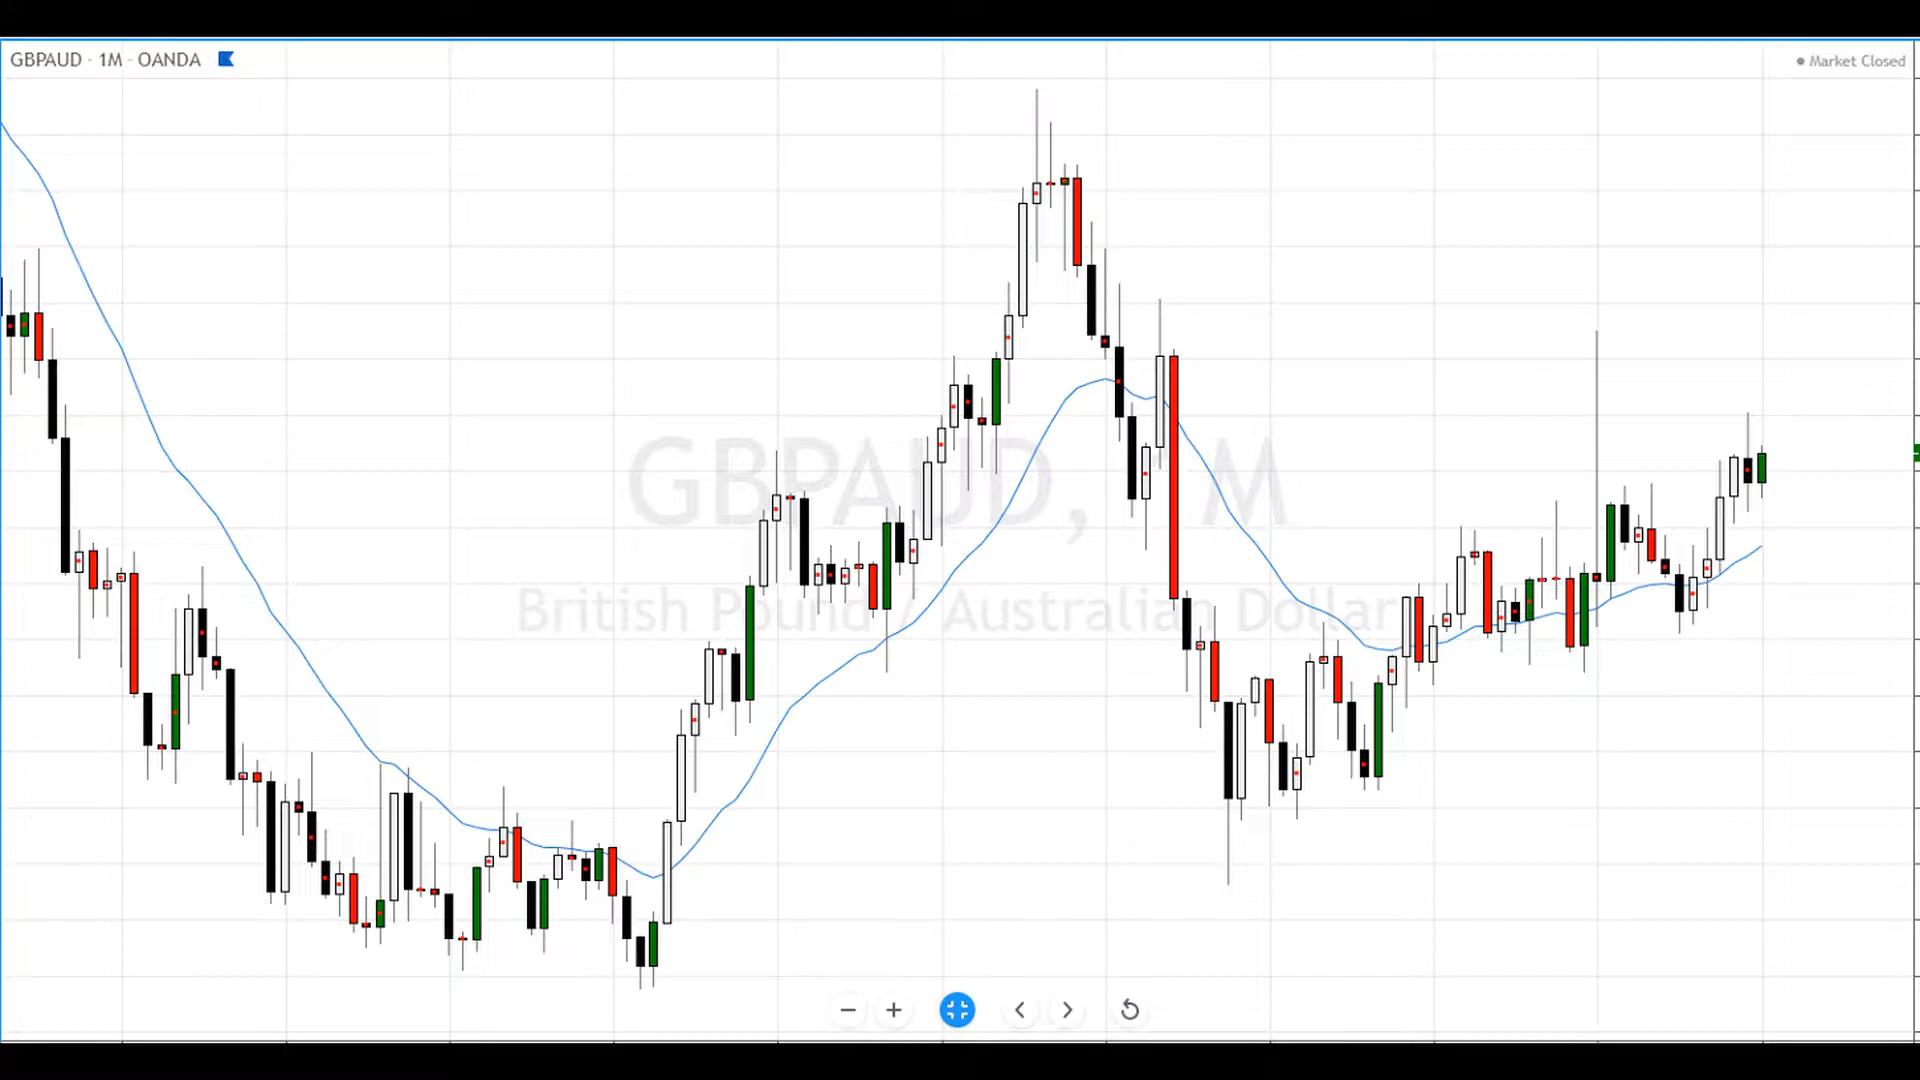 GBPAUD · 1M · OANDA
Market Closed
GBPAUD, 1M
British Pound / Australian Dollar